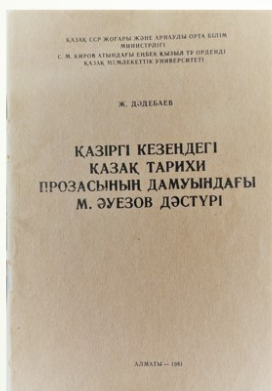 ҚАЗАҚ ССР ЖОҒАРЫ ЖӘНЕ АРНАУЛЫ ОРТА БІЛІМ
МИНИСТРЛІГІ
С. М. КИРОВ АТЫНДАҒЫ ЕҢБЕК ҚЫЗЫЛ ТУ ОРДЕНДІ
ҚАЗАҚ МЕМЛЕКЕТТІК УНИВЕРСИТЕТІ
Ж. ДӘДЕБАЕВ
ҚАЗІРГІ КЕЗЕҢДЕГІ
ҚАЗАҚ ТАРИХИ
ПРОЗАСЫНЫҢ ДАМУЫНДАҒЫ
М. ӘУЕЗОВ ДӘСТҮРІ
АЛМАТЫ —